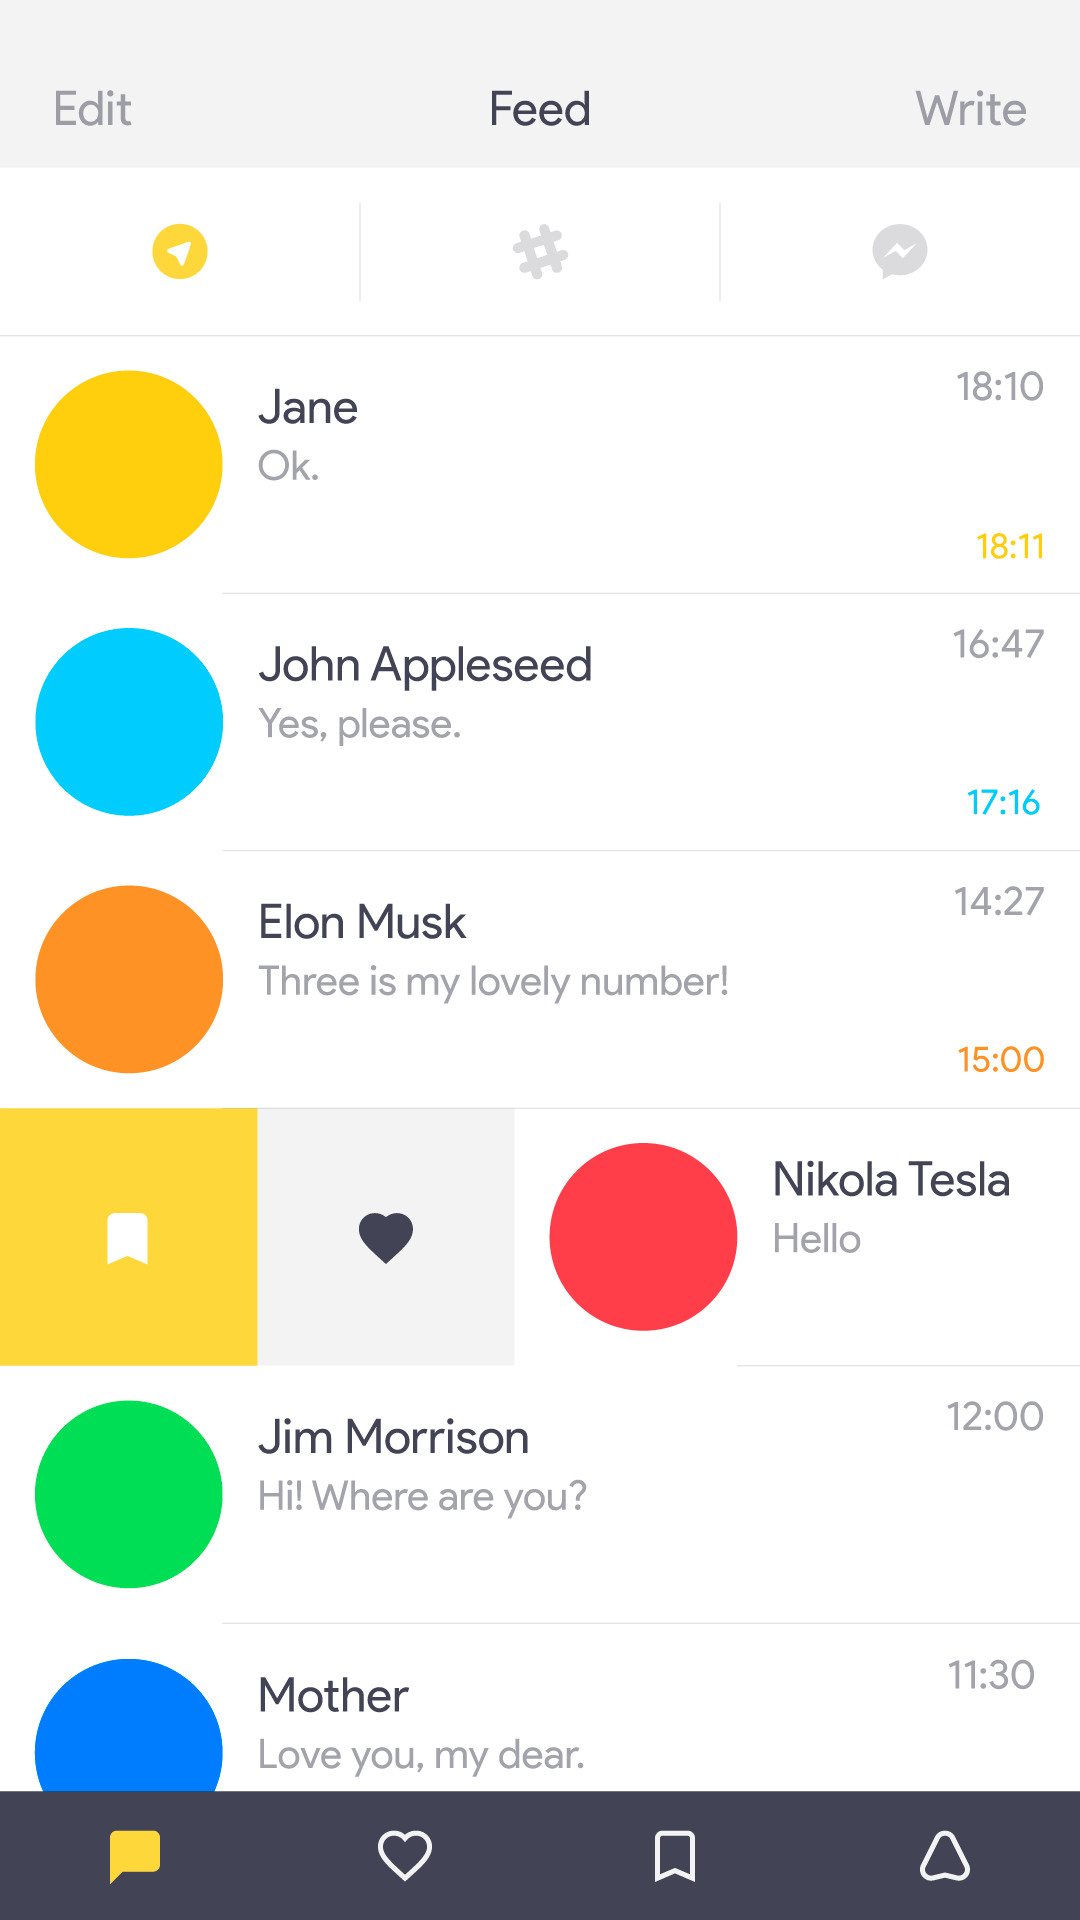 Edit Feed Write
Jane 18:10
Ok.
18:11
John Appleseed 16:47
Yes, please.
17:16
Elon Musk 14:27
Three is my lovely number!
15:00
Nikola Tesla
Hello
Jim Morrison 12:00
Hi! Where are you?
Mother 11:30
Love you, my dear.